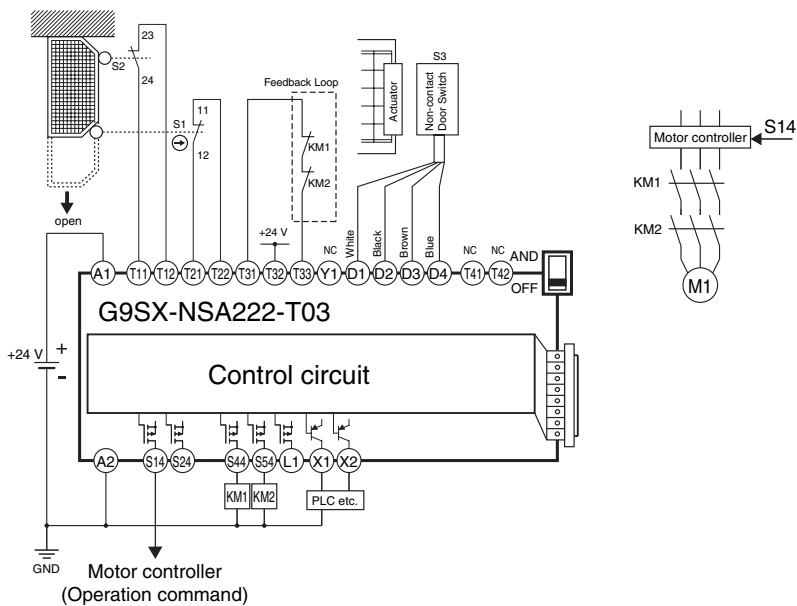 23
S2
24
11
S1
12
open
Feedback Loop
KM1
KM2
+24 V
Actuator
S3
Non-contact
Door Switch
White
Black
Brown
Blue
NC
NC
NC
A1
T11
T12
T21
T22
T31
T32
T33
Y1
D1
D2
D3
D4
T41
T42
AND
OFF
G9SX-NSA222-T03
+24 V
+
-
Control circuit
A2
S14
S24
S44
S54
L1
X1
X2
KM1
KM2
PLC etc.
GND
Motor controller
(Operation command)
Motor controller
S14
KM1
KM2
M1